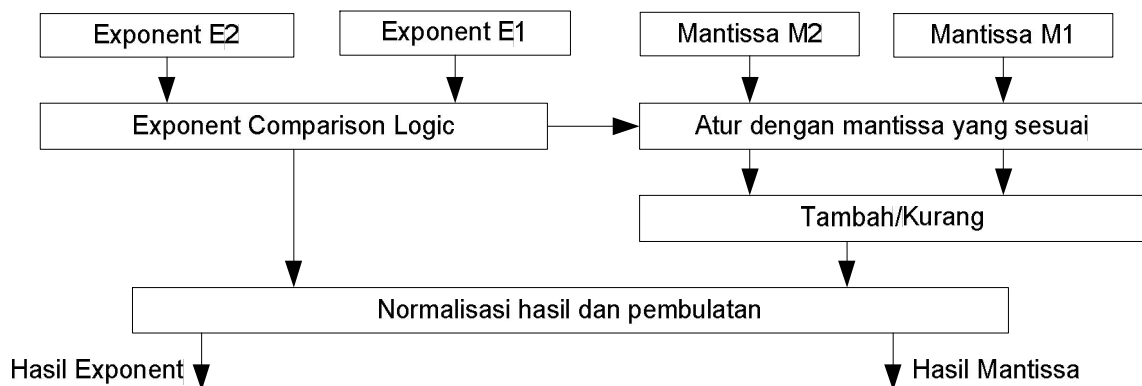 Exponent E2
Exponent E1
Mantissa M2
Mantissa M1
Exponent Comparison Logic
Atur dengan mantissa yang sesuai
Tambah/Kurang
Normalisasi hasil dan pembulatan
Hasil Exponent
Hasil Mantissa